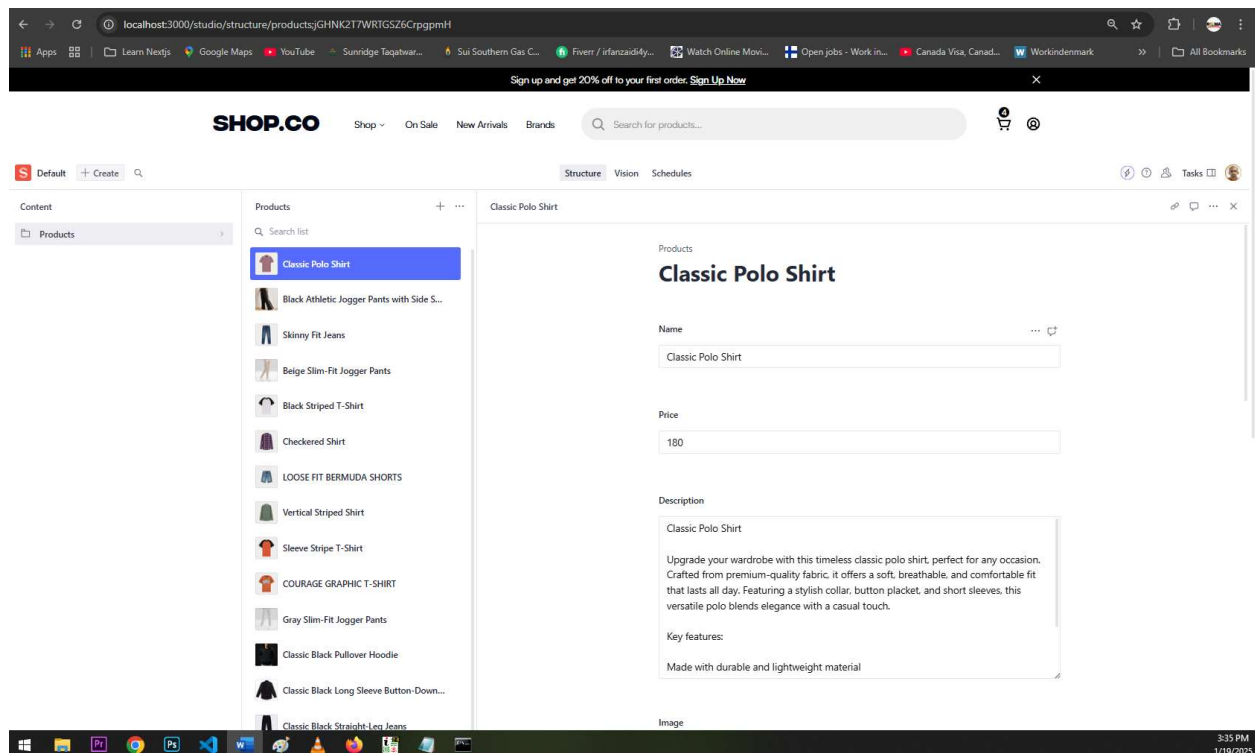 localhost:3000/studio/structure/products;jGHNK2T7WRTGSZ6CrpgpmH
Apps
Learn Nextjs
Google Maps
YouTube
Sunridge Taqatwar...
Sui Southern Gas C...
Fiverr / irfanzaidi4y...
Watch Online Movi...
Open jobs - Work in...
Canada Visa, Canad...
Workindenmark
»
All Bookmarks
Sign up and get 20% off to your first order. Sign Up Now
SHOP.CO
Shop
On Sale
New Arrivals
Brands
Search for products...
4
S Default
+ Create
Structure
Vision
Schedules
Tasks
Content
Products
Products
Search list
Classic Polo Shirt
Black Athletic Jogger Pants with Side S...
Skinny Fit Jeans
Beige Slim-Fit Jogger Pants
Black Striped T-Shirt
Checkered Shirt
LOOSE FIT BERMUDA SHORTS
Vertical Striped Shirt
Sleeve Stripe T-Shirt
COURAGE GRAPHIC T-SHIRT
Gray Slim-Fit Jogger Pants
Classic Black Pullover Hoodie
Classic Black Long Sleeve Button-Down...
Classic Black Straight-Leg Jeans
Classic Polo Shirt
Products
Classic Polo Shirt
Name
Classic Polo Shirt
Price
180
Description
Classic Polo Shirt
Upgrade your wardrobe with this timeless classic polo shirt, perfect for any occasion.
Crafted from premium-quality fabric, it offers a soft, breathable, and comfortable fit
that lasts all day. Featuring a stylish collar, button placket, and short sleeves, this
versatile polo blends elegance with a casual touch.
Key features:
Made with durable and lightweight material
Image
Pr
Ps
W
3:35 PM
1/19/2025